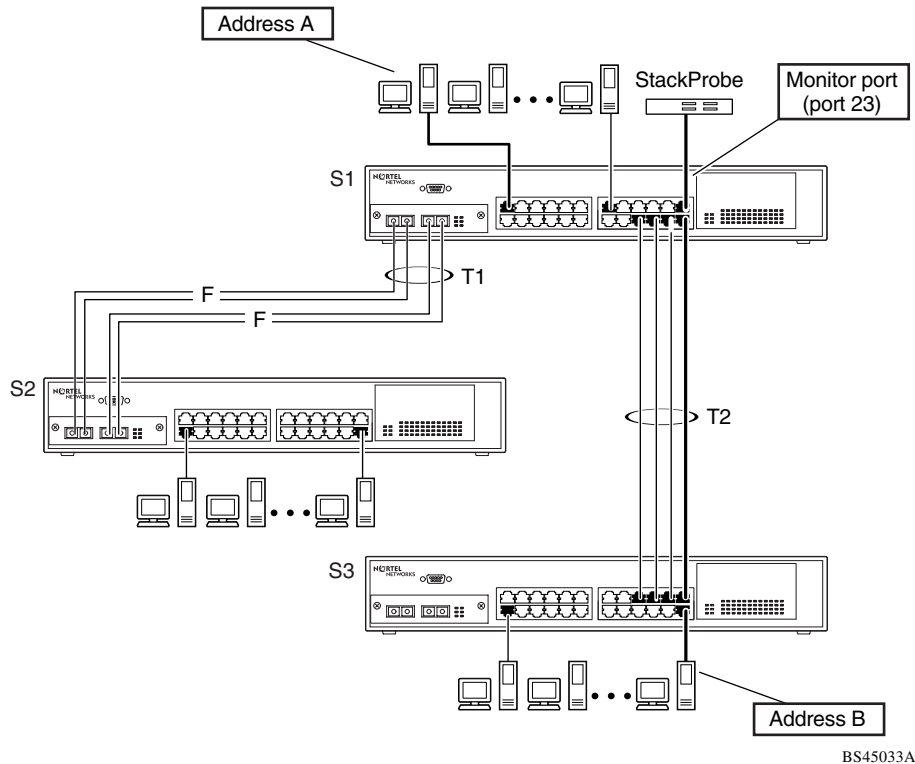 Address A
StackProbe
Monitor port
(port 23)
S1
NORTEL
NETWORKS
T1
F
F
S2
NORTEL
NETWORKS
T2
S3
NORTEL
NETWORKS
Address B
BS45033A